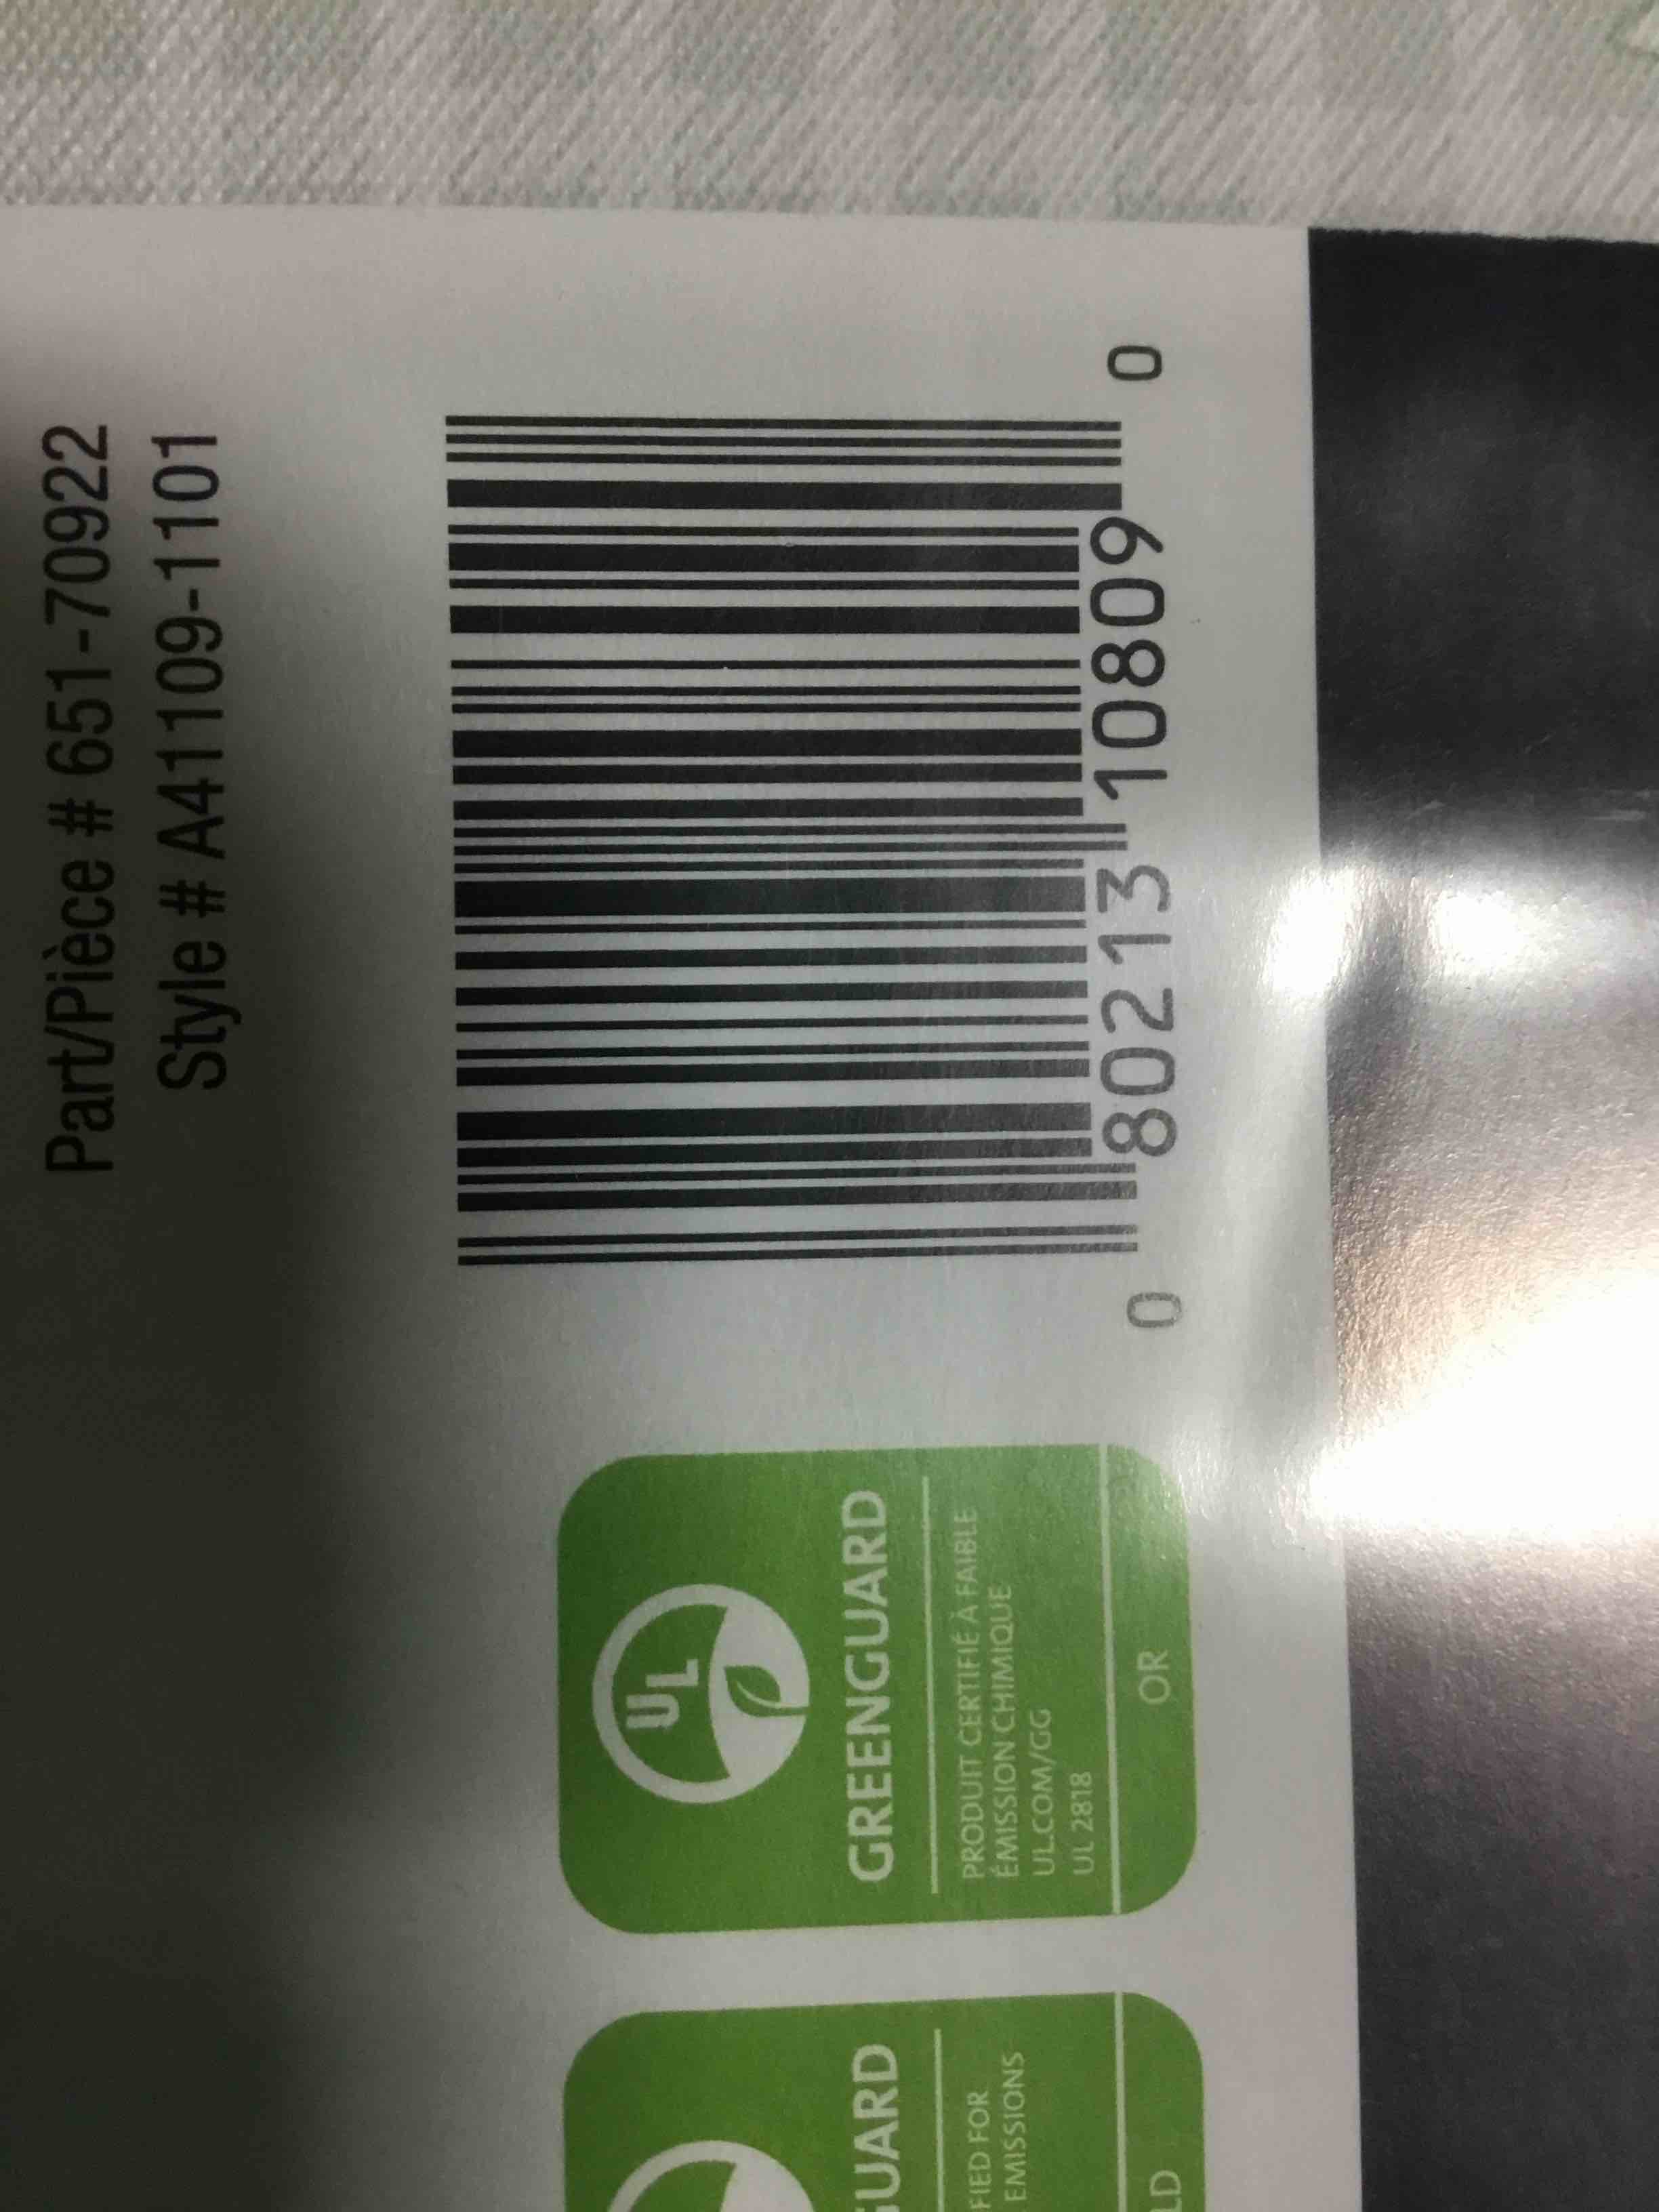 Part/Pièce # 651-70922
Style # A41109-1101
0 80213 10809 0
UL
GREENGUARD
PRODUIT CERTIFIÉ À FAIBLE
ÉMISSION CHIMIQUE
UL.COM/GG
UL 2818
OR
GUARD
FIED FOR
EMISSIONS
LD